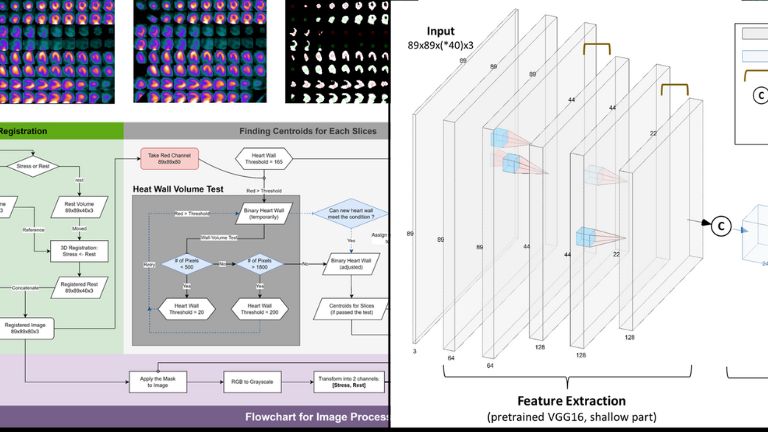 Registration
Finding Centroids for Each Slices
Stress or Rest
rest
Rest Volume
89x89x40x3
Reference
Moved
3D Registration:
Stress <- Rest
Registered Rest
89x89x40x3
Concatenate
Registered Image
89x89x80x3
Take Red Channel
89x89x80
Heart Wall
Threshold = 165
Red > Threshold
Heat Wall Volume Test
Red > Threshold
Binary Heart Wall
(temporarily)
Wall Volume Test
Retry
# of Pixels
< 500
No
# of Pixels
> 1800
No
Yes
Yes
Heart Wall
Threshold = 20
Heart Wall
Threshold = 200
Can new heart wall
meet the condition ?
Yes
Assign
Binary Heart Wall
(adjusted)
Centroids for Slices
(if passed the test)
Apply the Mask
to Image
RGB to Grayscale
Transform into 2 channels:
[Stress, Rest]
Flowchart for Image Proces
Input
89x89x(*40)x3
89
89
89
44
44
22
89
89
89
44
44
22
3
64
64
128
128
128
C
C
24
Feature Extraction
(pretrained VGG16, shallow part)